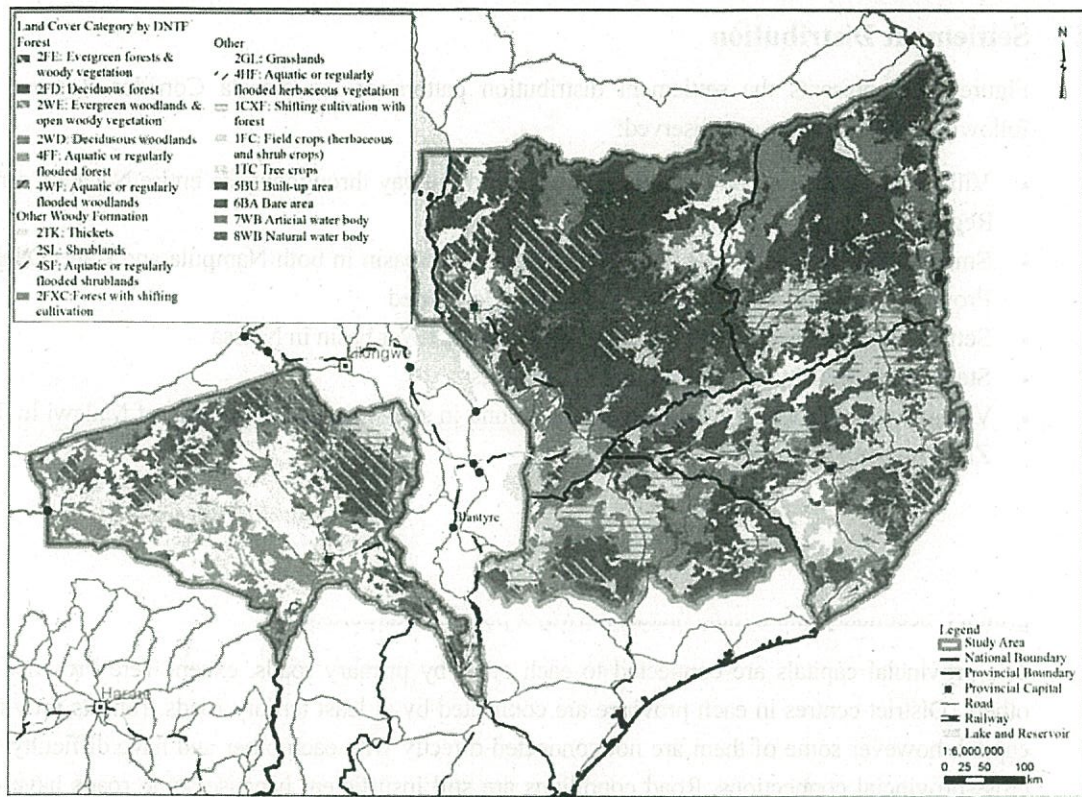 Land Cover Category by DNTF
Forest
2FE: Evergreen forests &
woody vegetation
2FD: Deciduous forest
2WE: Evergreen woodlands &
open woody vegetation
2WD: Decidusous woodlands
4FF: Aquatic or regularly
flooded forest
4WF: Aquatic or regularly
flooded woodlands
Other Woody Formation
2TK: Thickets
2SL: Shrublands
4SF: Aquatic or regularly
flooded shrublands
2FXC: Forest with shifting
cultivation
Other
2GL: Grasslands
4HF: Aquatic or regularly
flooded herbaceous vegetation
1CXF: Shifting cultivation with
forest
1FC: Field crops (herbaceous
and shrub crops)
1TC Tree crops
5BU Built-up area
6BA Bare area
7WB Articial water body
8WB Natural water body
N
Lilongwe
Blantyre
Harare
Legend
Study Area
National Boundary
Provincial Boundary
Provincial Capital
Road
Railway
Lake and Reservoir
1:6,000,000
0 25 50 100
km